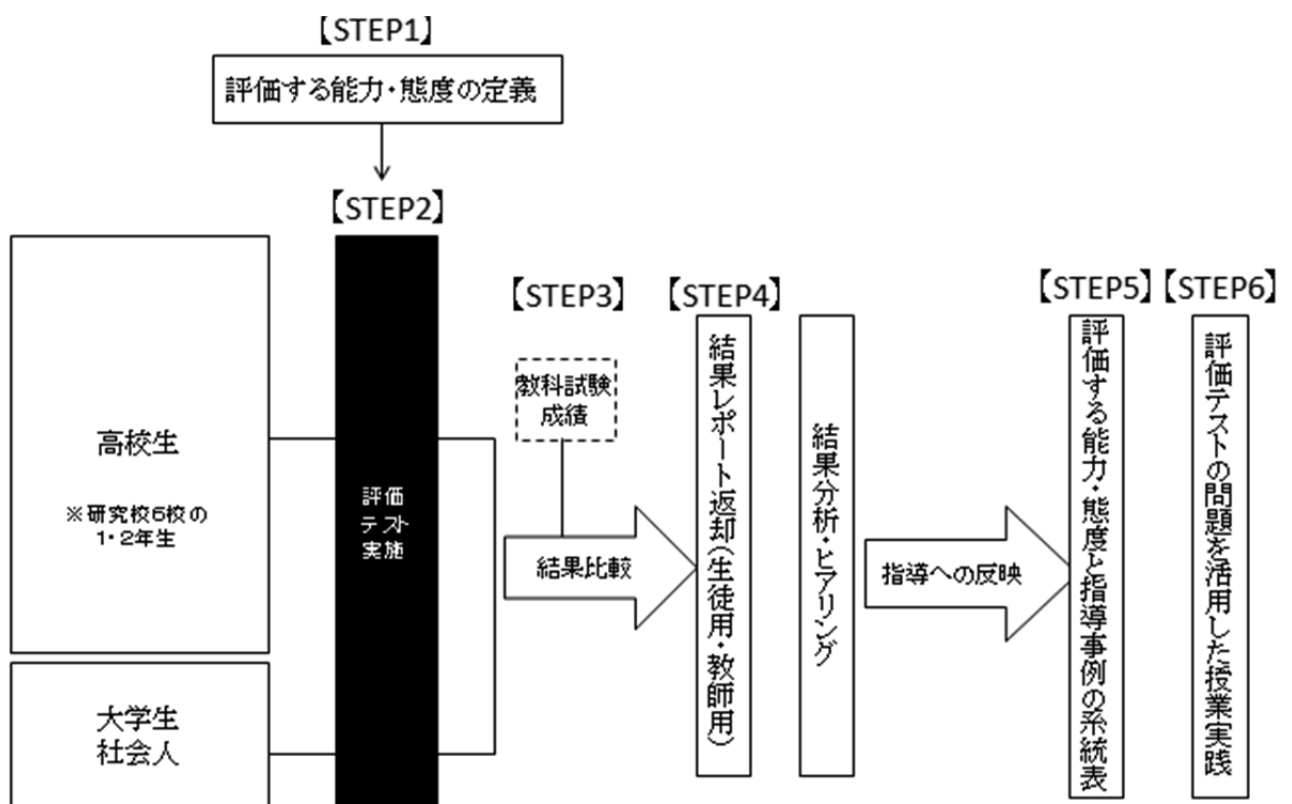 【STEP1】
評価する能力・態度の定義
【STEP2】
高校生
※研究校6校の
1・2年生
大学生
社会人
評価
テスト
実施
【STEP3】
教科試験
成績
結果比較
【STEP4】
結果レポート返却（生徒用・教師用）
結果分析・ヒアリング
指導への反映
【STEP5】
評価する能力・態度と指導事例の系統表
【STEP6】
評価テストの問題を活用した授業実践